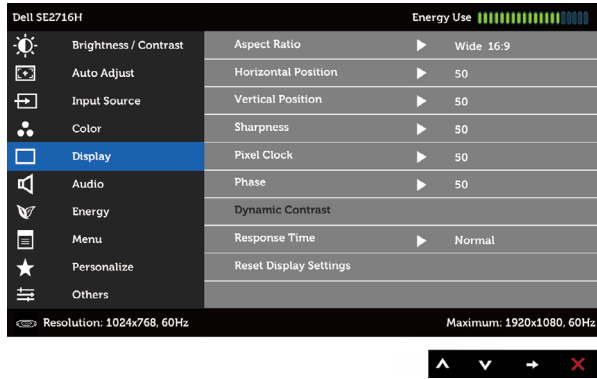 Dell SE2716H Energy Use
Brightness / Contrast Aspect Ratio Wide 16:9
Auto Adjust Horizontal Position 50
Input Source Vertical Position 50
Color Sharpness 50
Display Pixel Clock 50
Audio Phase 50
Energy Dynamic Contrast
Menu Response Time Normal
Personalize Reset Display Settings
Others
Resolution: 1024x768, 60Hz Maximum: 1920x1080, 60Hz